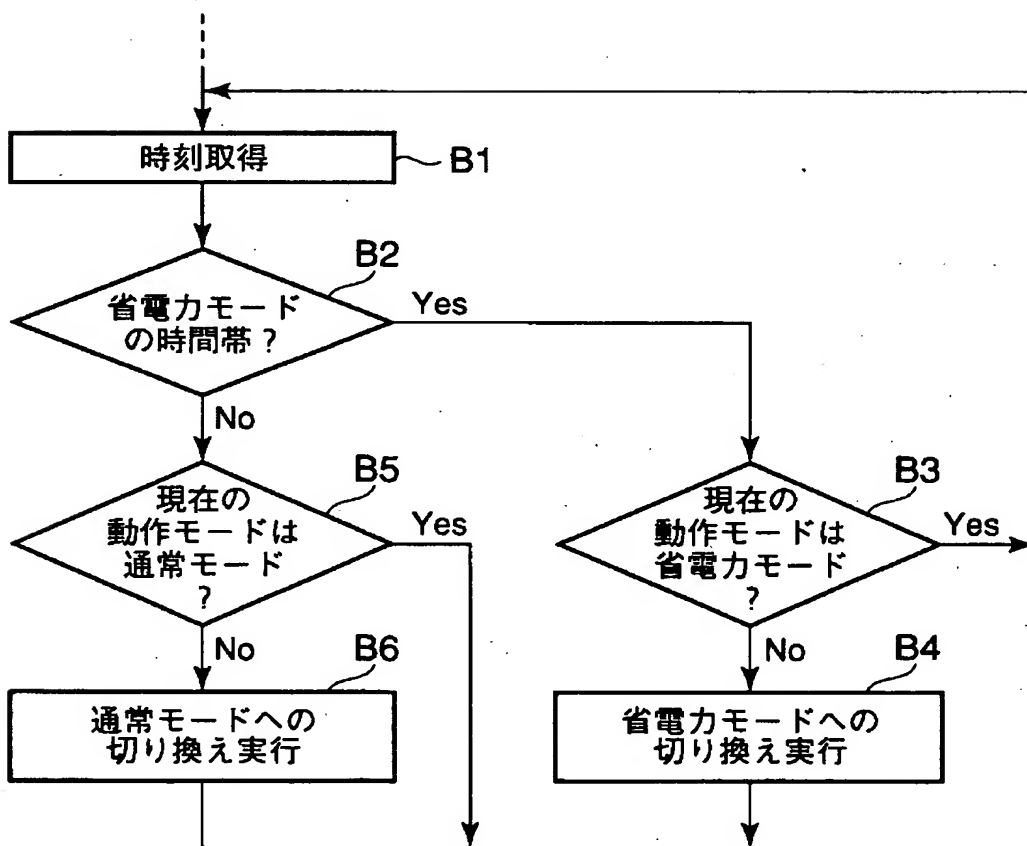 時刻取得
B1
B2
省電力モード
の時間帯？
Yes
No
B5
現在の
動作モードは
通常モード
？
Yes
No
B3
現在の
動作モードは
省電力モード
？
Yes
No
B6
通常モードへの
切り換え実行
B4
省電力モードへの
切り換え実行